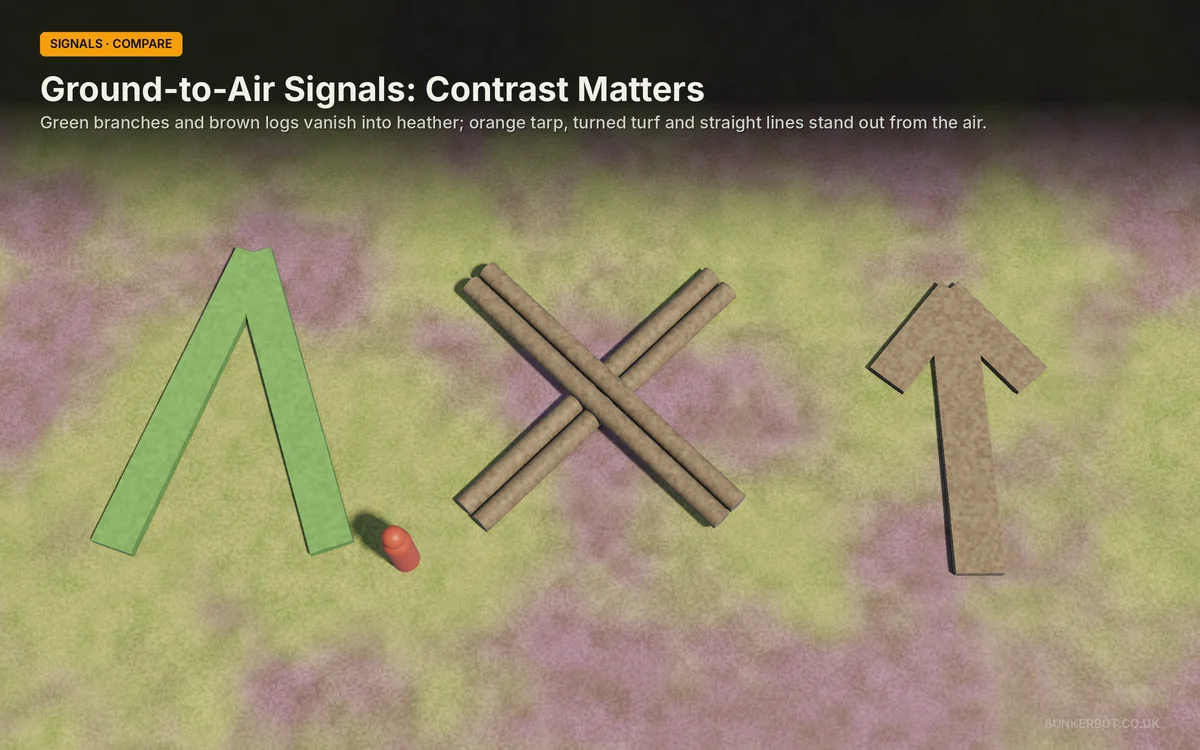 SIGNALS · COMPARE
Ground-to-Air Signals: Contrast Matters
Green branches and brown logs vanish into heather; orange tarp, turned turf and straight lines stand out from the air.
BUNKERBOT.CO.UK